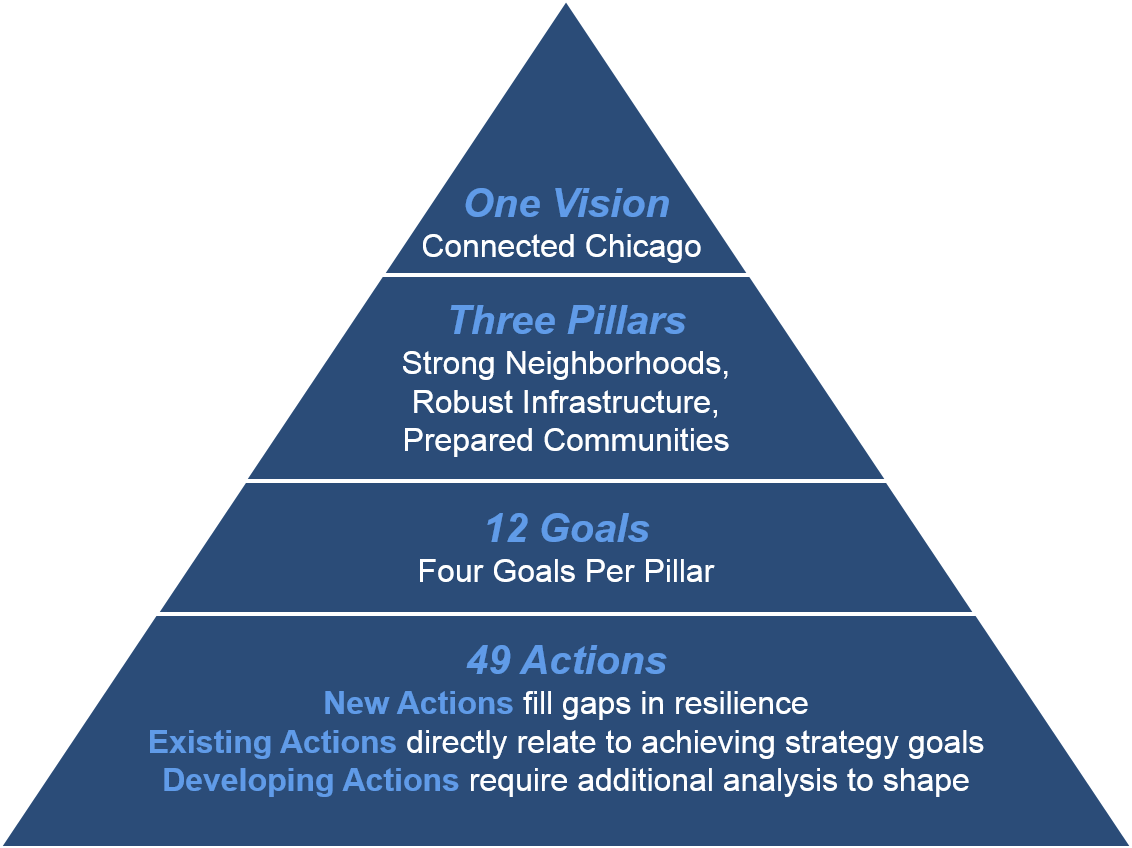 One Vision
Connected Chicago
Three Pillars
Strong Neighborhoods,
Robust Infrastructure,
Prepared Communities
12 Goals
Four Goals Per Pillar
49 Actions
New Actions fill gaps in resilience
Existing Actions directly relate to achieving strategy goals
Developing Actions require additional analysis to shape